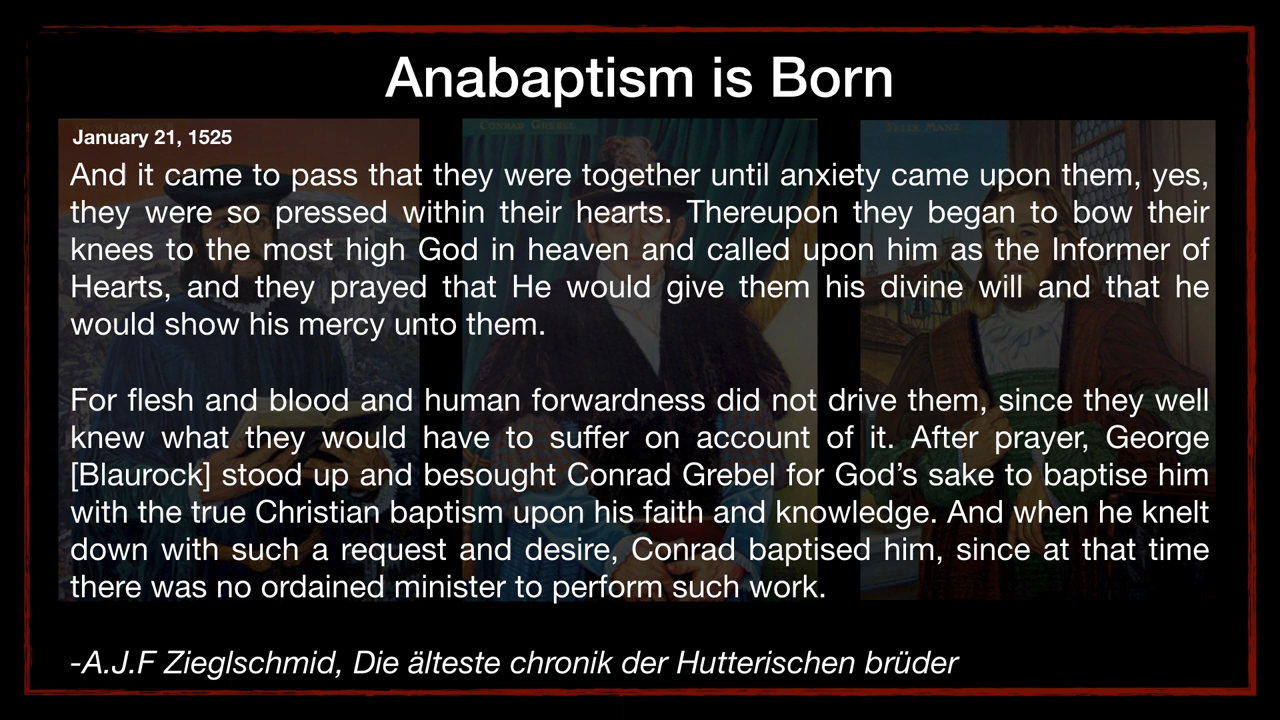 Anabaptism is Born
January 21, 1525
And it came to pass that they were together until anxiety came upon them, yes,
they were so pressed within their hearts. Thereupon they began to bow their
knees to the most high God in heaven and called upon him as the Informer of
Hearts, and they prayed that He would give them his divine will and that he
would show his mercy unto them.
For flesh and blood and human forwardness did not drive them, since they well
knew what they would have to suffer on account of it. After prayer, George
[Blaurock] stood up and besought Conrad Grebel for God’s sake to baptise him
with the true Christian baptism upon his faith and knowledge. And when he knelt
down with such a request and desire, Conrad baptised him, since at that time
there was no ordained minister to perform such work.
-A.J.F Zieglschmid, Die älteste chronik der Hutterischen brüder
CONRAD GREBEL
FELIX MANZ